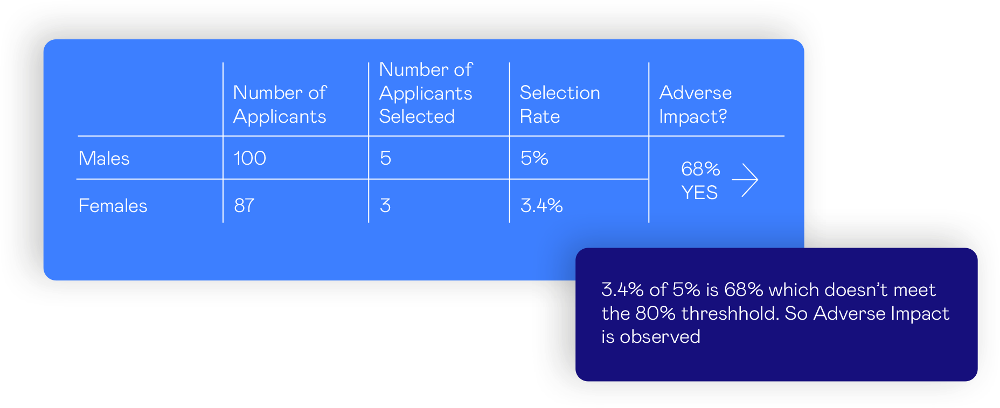 Number of
Applicants
Number of
Applicants
Selected
Selection
Rate
Adverse
Impact?
Males
100
5
5%
68%
YES
Females
87
3
3.4%
3.4% of 5% is 68% which doesn’t meet
the 80% threshhold. So Adverse Impact
is observed